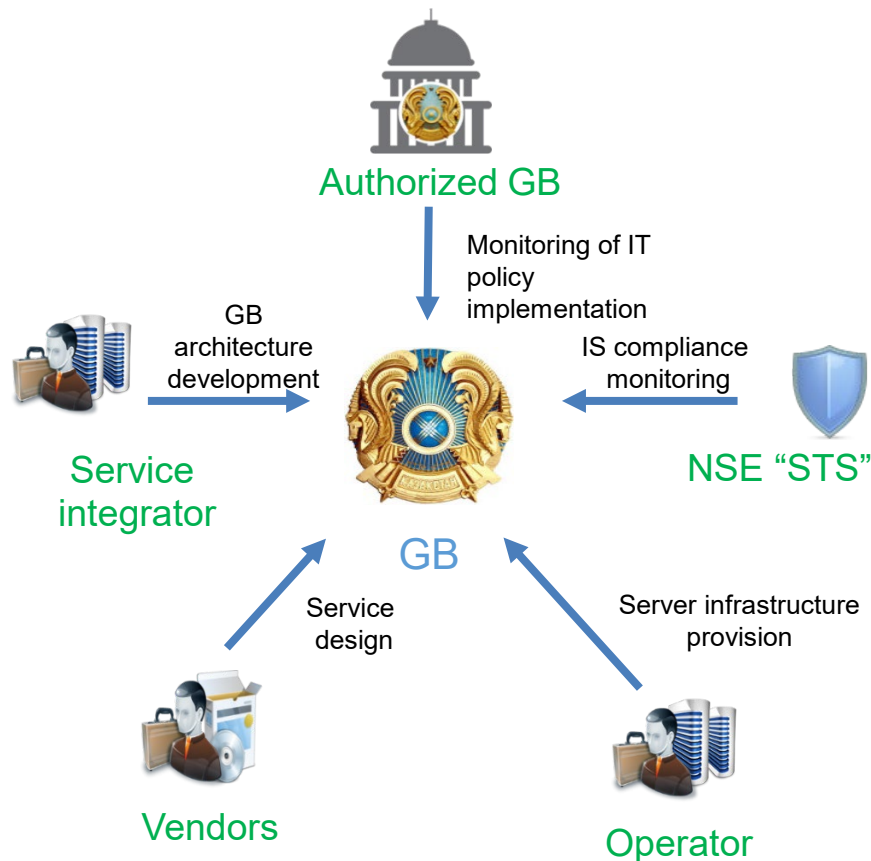 Authorized GB
Monitoring of IT
policy
implementation
GB
architecture
development
IS compliance
monitoring
ҚАЗАҚСТАН
Service
integrator
NSE “STS”
GB
Service
design
Server infrastructure
provision
Vendors
Operator